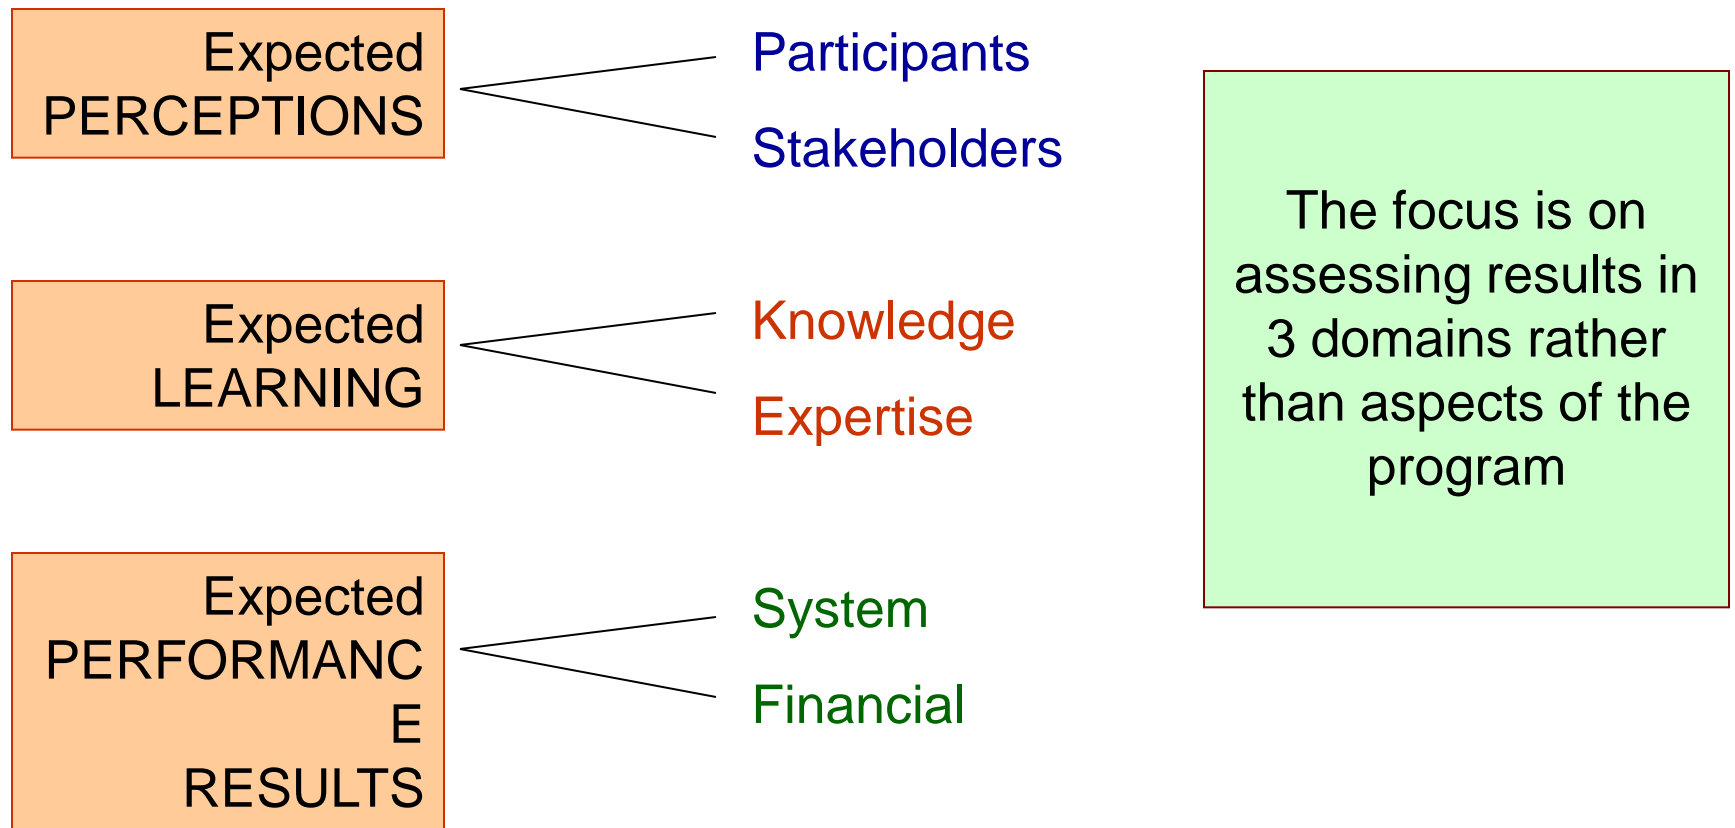 Expected
PERCEPTIONS
Participants
Stakeholders
Expected
LEARNING
Knowledge
Expertise
Expected
PERFORMANC
E
RESULTS
System
Financial
The focus is on
assessing results in
3 domains rather
than aspects of the
program